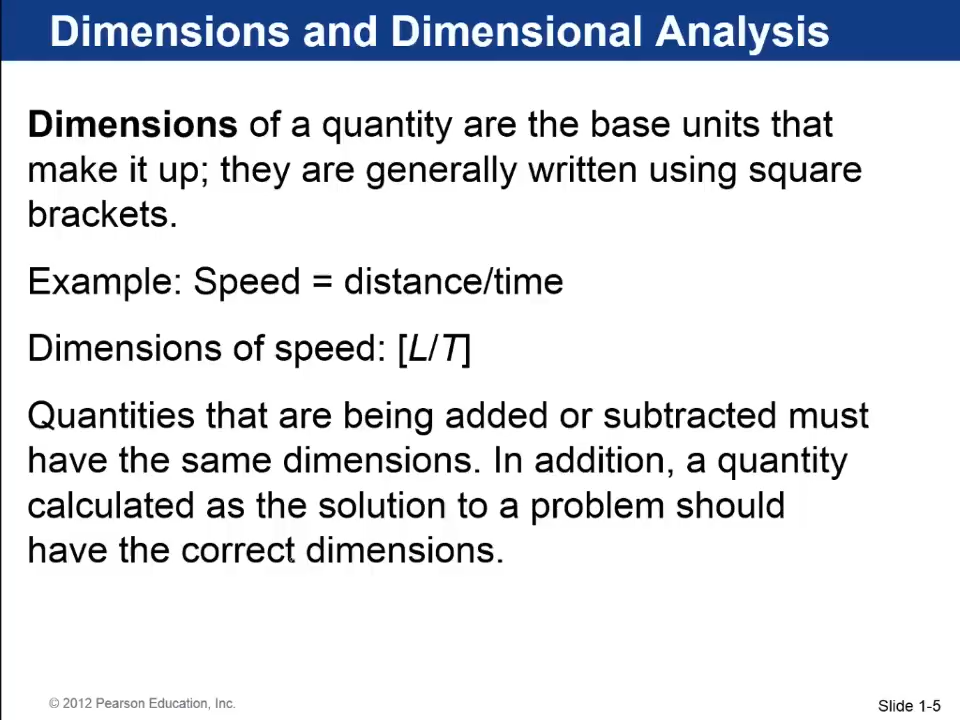 Dimensions and Dimensional Analysis
Dimensions of a quantity are the base units that
make it up; they are generally written using square
brackets.
Example: Speed = distance/time
Dimensions of speed: [L/T]
Quantities that are being added or subtracted must
have the same dimensions. In addition, a quantity
calculated as the solution to a problem should
have the correct dimensions.
© 2012 Pearson Education, Inc.
Slide 1-5